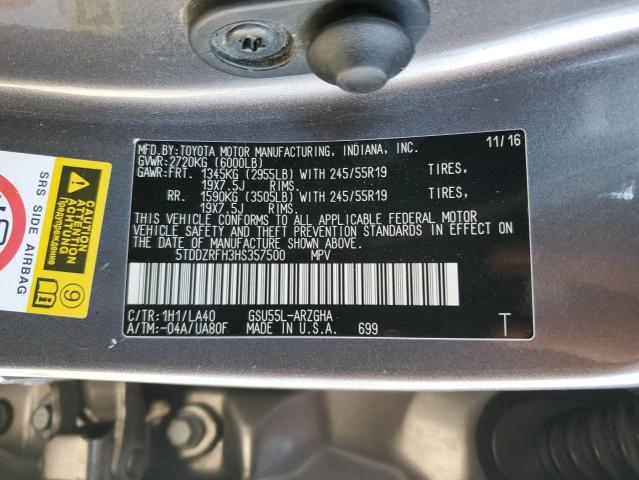 MFD.BY:TOYOTA MOTOR MANUFACTURING, INDIANA, INC. 11/16
GVWR:2720KG (6000LB)
GAWR:FRT. 1345KG (2955LB) WITH 245/55R19 TIRES,
19X7.5J RIMS.
RR. 1590KG (3505LB) WITH 245/55R19 TIRES,
19X7.5J RIMS.
THIS VEHICLE CONFORMS TO ALL APPLICABLE FEDERAL MOTOR
VEHICLE SAFETY AND THEFT PREVENTION STANDARDS IN EFFECT ON
THE DATE OF MANUFACTURE SHOWN ABOVE.
5TDDZRFH3HS357500 MPV
C/TR:1H1/LA40 GSU55L-ARZGHA
A/TM:-04A/UA80F MADE IN U.S.A. 699 T
SRS SIDE AIRBAG
CAUTION
ACHTUNG
Предупреждение
9